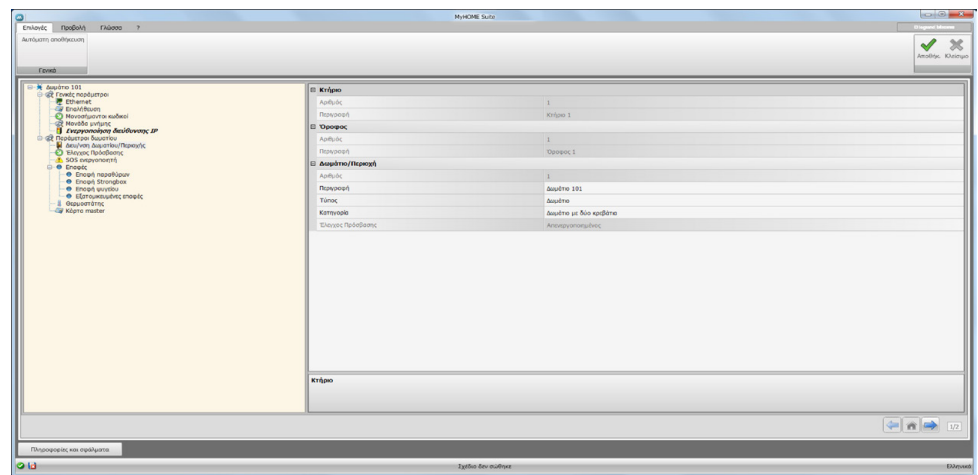 MyHOME Suite
Επιλογές Προβολή Γλώσσα ?
Αυτόματη αποθήκευση
Αποθήκ. Κλείσιμο
Γενικά
Δωμάτιο 101
Γενικές παράμετροι
Ethernet
Επαλήθευση
Μονοσήμαντοι κωδικοί
Μονάδα μνήμης
Ενεργοποίηση διεύθυνσης IP
Παράμετροι δωματίου
Διευ/νση Δωματίου/Περιοχής
Έλεγχος Πρόσβασης
SOS ενεργοποιητή
Επαφές
Επαφή παραθύρων
Επαφή Strongbox
Επαφή ψυγείου
Εξατομικευμένες επαφές
Θερμοστάτης
Κάρτα master
Κτήριο
Αριθμός 1
Περιγραφή Κτήριο 1
Όροφος
Αριθμός 1
Περιγραφή Όροφος 1
Δωμάτιο/Περιοχή
Αριθμός 1
Περιγραφή Δωμάτιο 101
Τύπος Δωμάτιο
Κατηγορία Δωμάτιο με δύο κρεβάτια
Έλεγχος Πρόσβασης Απενεργοποιημένος
Κτήριο
1/2
Πληροφορίες και σφάλματα
Σχέδιο δεν σώθηκε
Ελληνικά